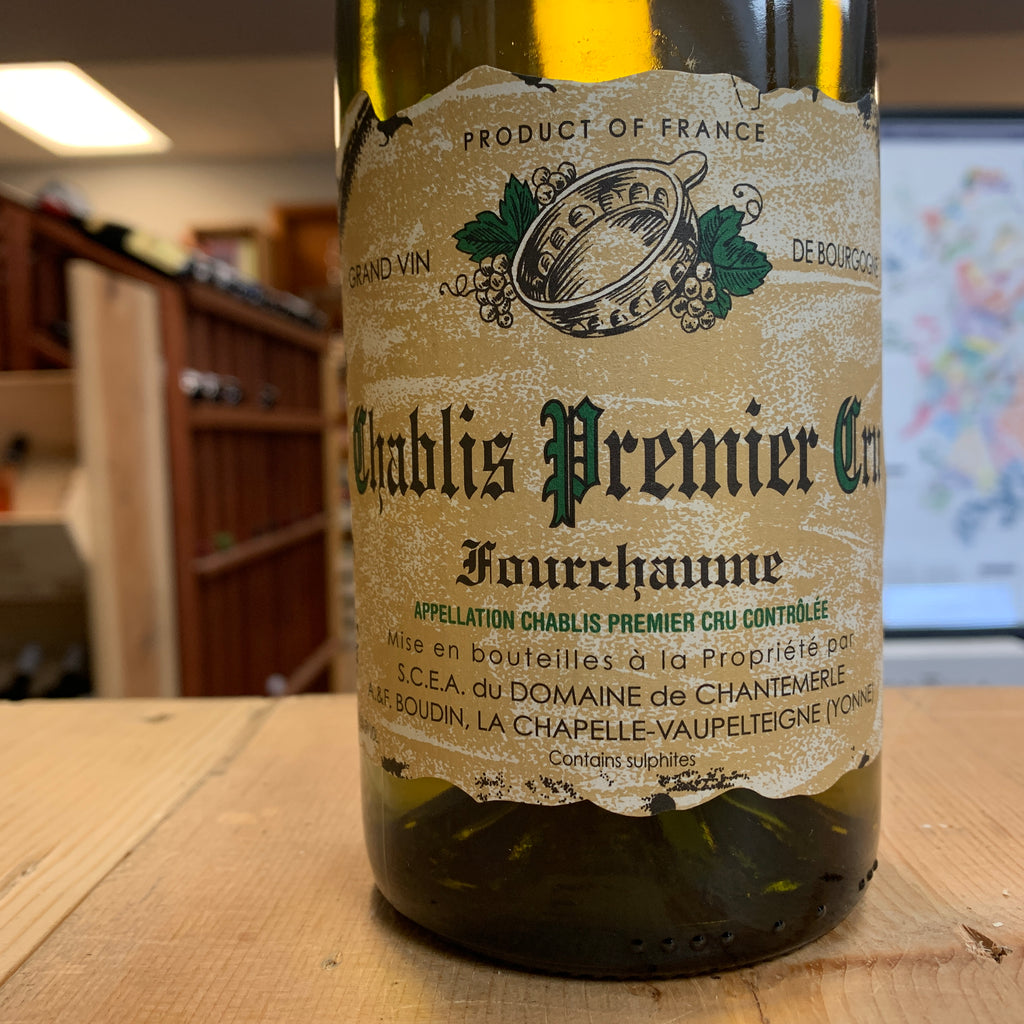 PRODUCT OF FRANCE
GRAND VIN DE BOURGOGNE
Chablis Premier Cru
Fourchaume
APPELLATION CHABLIS PREMIER CRU CONTRÔLÉE
Mise en bouteilles à la Propriété par
S.C.E.A. du DOMAINE de CHANTEMERLE
A.&F. BOUDIN, LA CHAPELLE-VAUPELTEIGNE (YONNE)
Contains sulphites